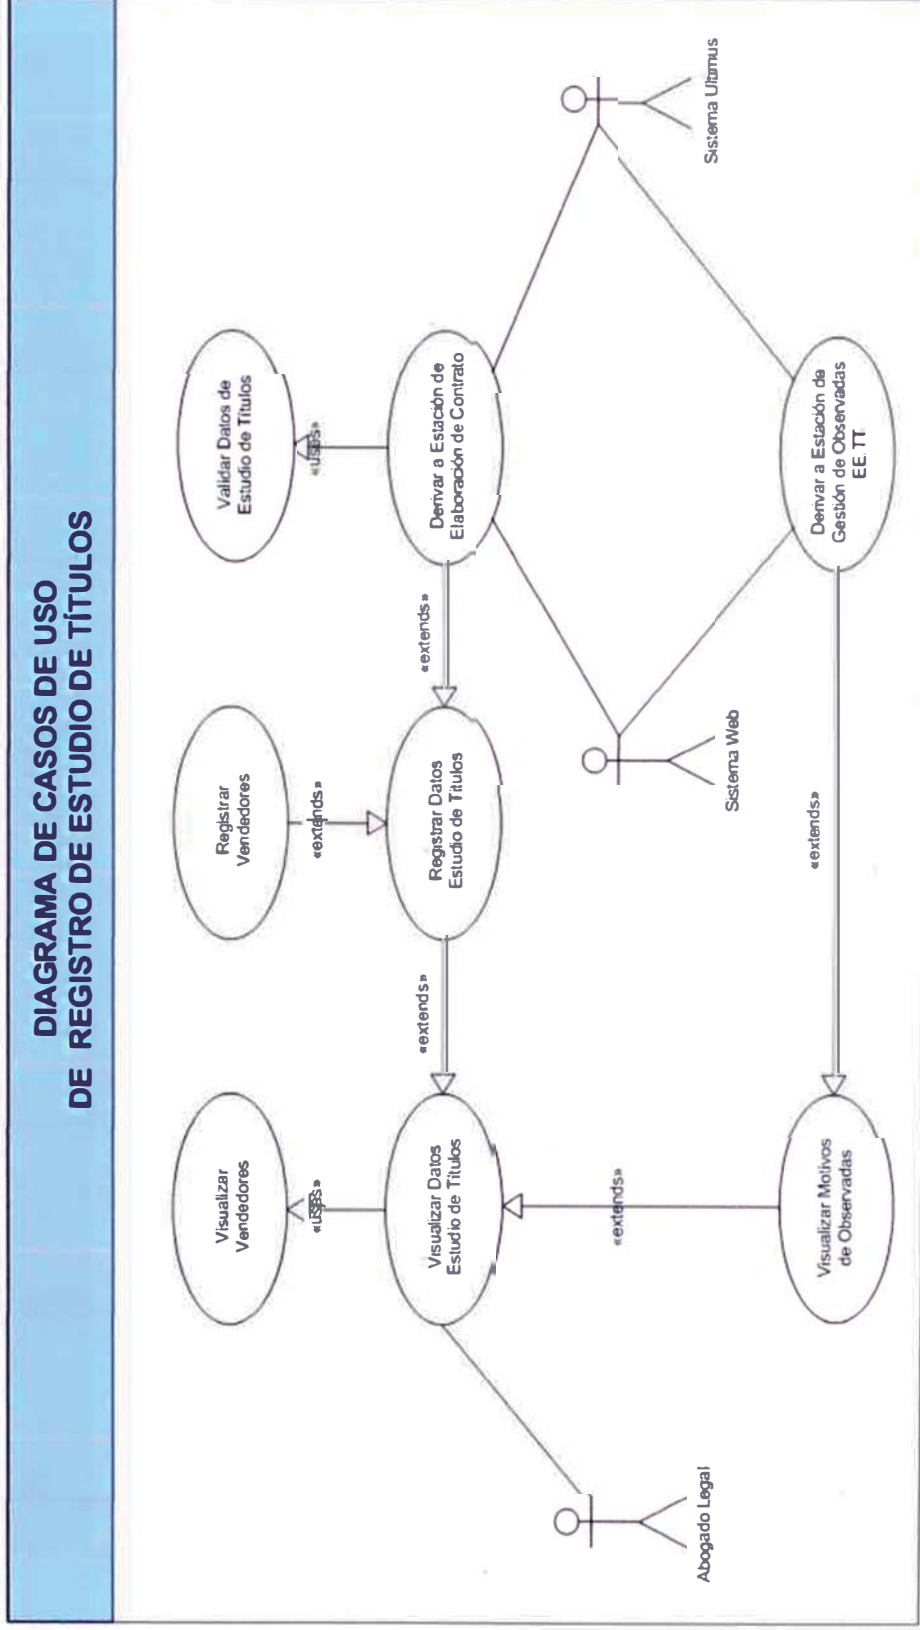 DIAGRAMA DE CASOS DE USO
DE REGISTRO DE ESTUDIO DE TÍTULOS
Visualizar
Vendedores
Registrar
Vendedores
Validar Datos de
Estudio de Títulos
«uses»
«extends»
«uses»
Visualizar Datos
Estudio de Títulos
«extends»
Registrar Datos
Estudio de Títulos
«extends»
Derivar a Estación de
Elaboración de Contrato
Abogado Legal
«extends»
Sistema Web
Sistema Ultimus
Visualizar Motivos
de Observadas
«extends»
Derivar a Estación de
Gestión de Observadas
EE.TT